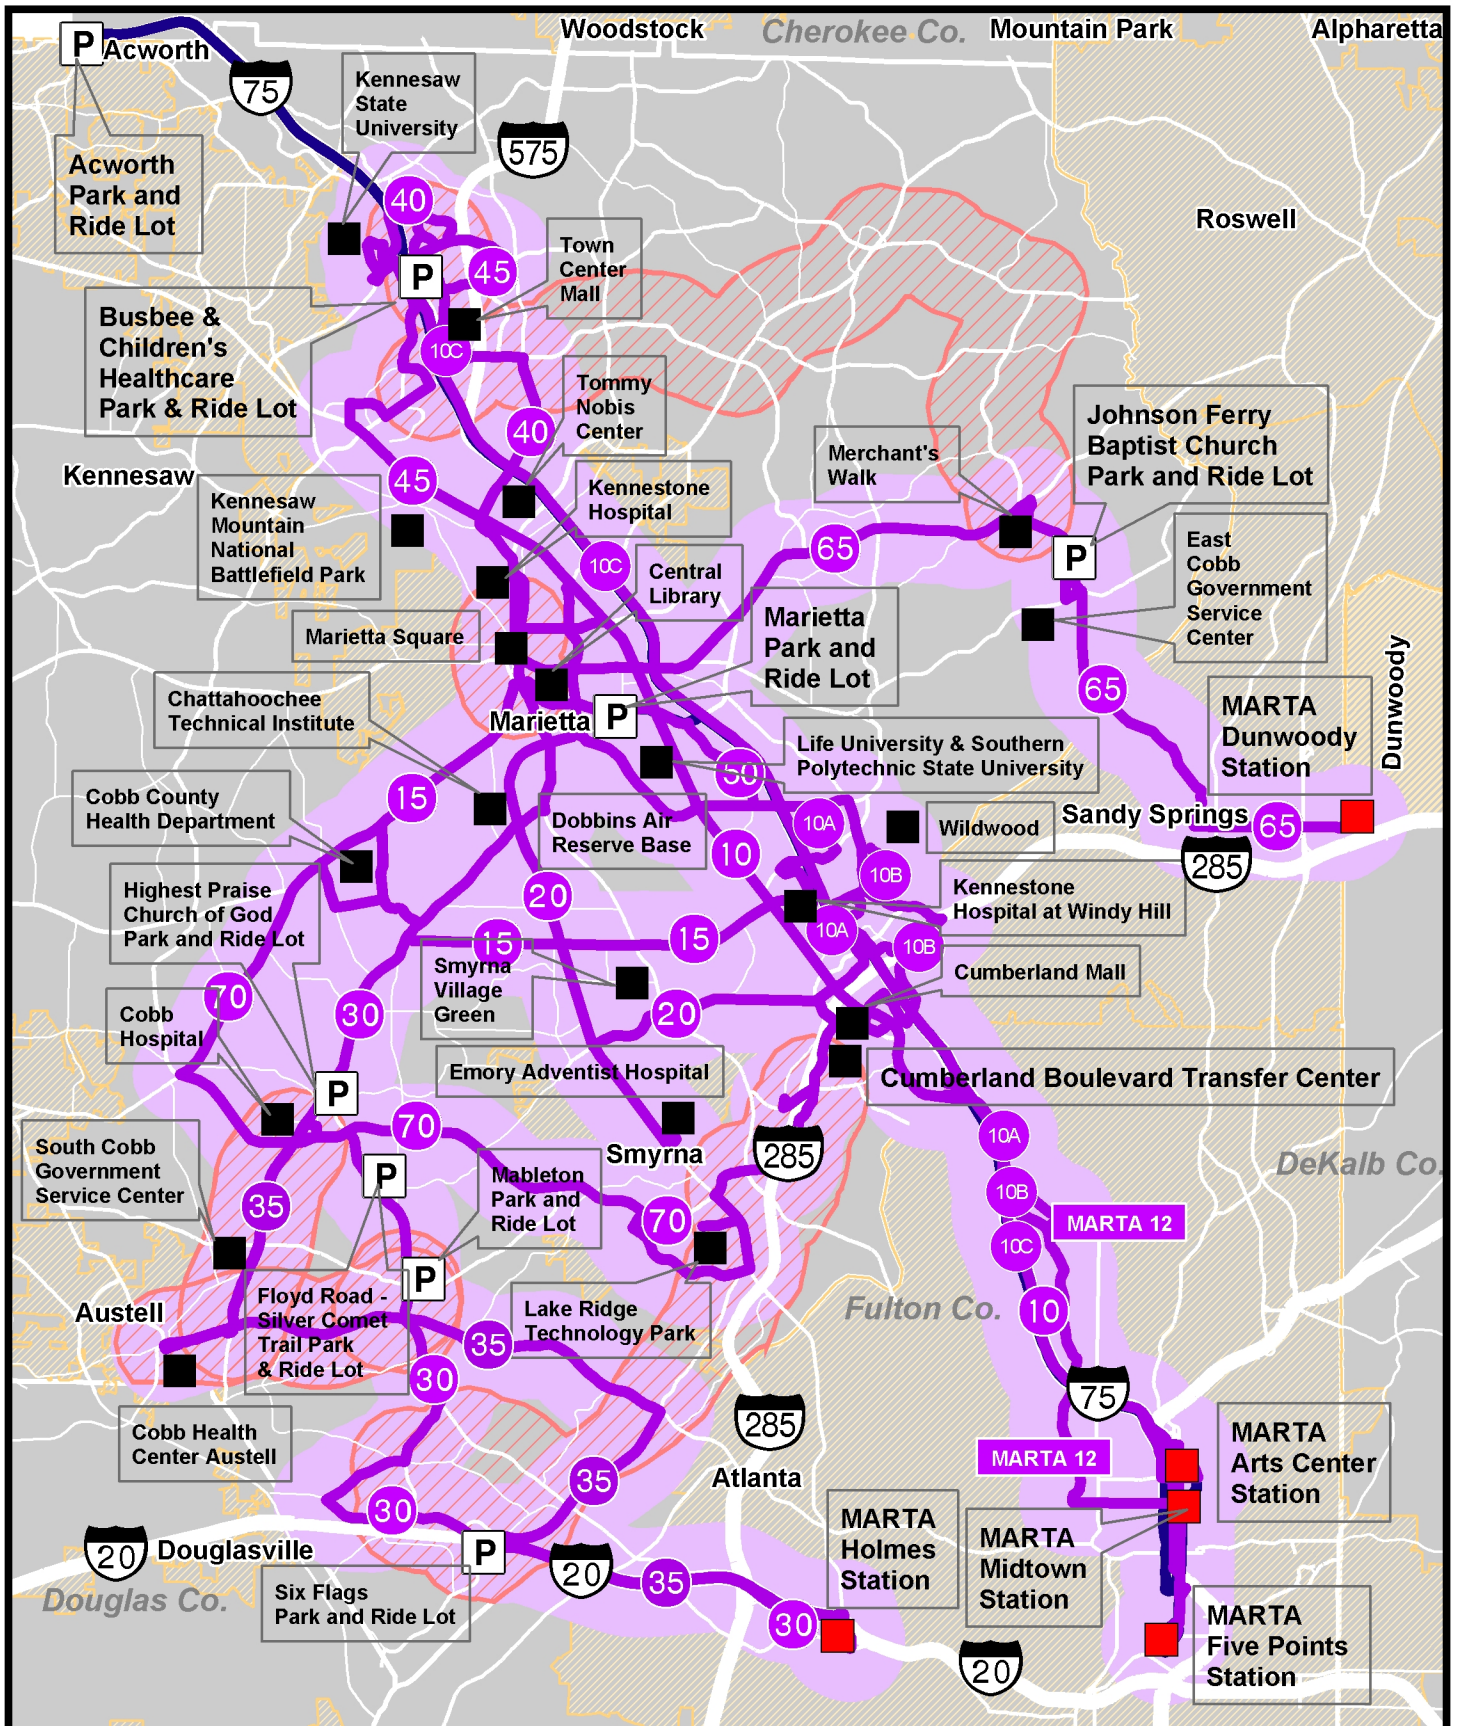 Woodstock
Cherokee Co.
Mountain Park
Alpharetta
P
Acworth
75
Kennesaw
State
University
575
Acworth
Park and
Ride Lot
40
Roswell
Town
Center
Mall
45
P
Busbee &
Children's
Healthcare
Park & Ride Lot
10C
Tommy
Nobis
Center
40
Johnson Ferry
Baptist Church
Park and Ride Lot
Merchant's
Walk
Kennesaw
45
Kennesaw
Mountain
National
Battlefield Park
Kennestone
Hospital
65
P
East
Cobb
Government
Service
Center
10C
Central
Library
Marietta
Park and
Ride Lot
Marietta Square
65
Dunwoody
Chattahoochee
Technical Institute
Marietta
P
MARTA
Dunwoody
Station
Life University & Southern
Polytechnic State University
50
15
Cobb County
Health Department
Dobbins Air
Reserve Base
10A
Wildwood
Sandy Springs
65
285
10
10B
Highest Praise
Church of God
Park and Ride Lot
20
Kennestone
Hospital at Windy Hill
15
15
10A
10B
Smyrna
Village
Green
Cumberland Mall
70
30
20
Cobb
Hospital
Emory Adventist Hospital
Cumberland Boulevard Transfer Center
P
70
10A
South Cobb
Government
Service Center
285
Smyrna
DeKalb Co.
P
Mableton
Park and
Ride Lot
10B
35
70
MARTA 12
10C
P
Floyd Road -
Silver Comet
Trail Park
& Ride Lot
Austell
Lake Ridge
Technology Park
Fulton Co.
10
35
30
75
285
Cobb Health
Center Austell
MARTA
Arts Center
Station
MARTA 12
Atlanta
35
30
MARTA
Holmes
Station
MARTA
Midtown
Station
20
Douglasville
P
20
35
Douglas Co.
Six Flags
Park and Ride Lot
30
MARTA
Five Points
Station
20